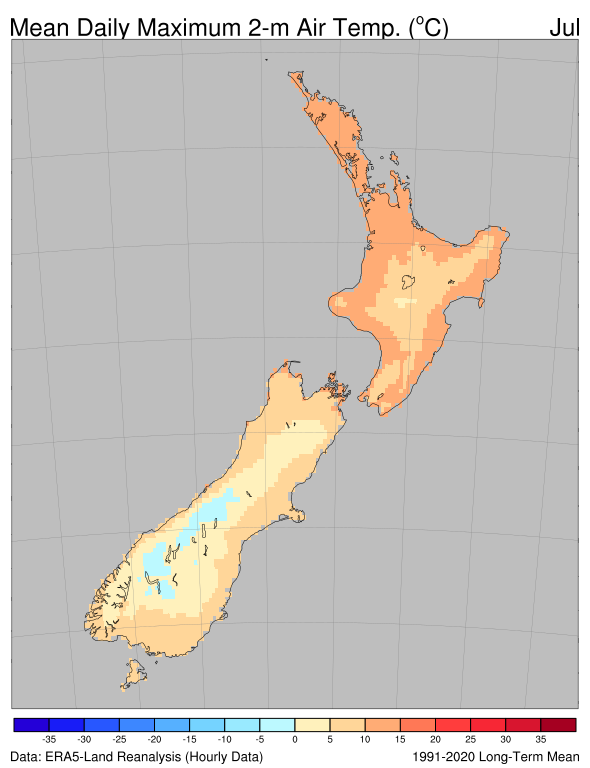 Mean Daily Maximum 2-m Air Temp. (°C) Jul
-35 -30 -25 -20 -15 -10 -5 0 5 10 15 20 25 30 35
Data: ERA5-Land Reanalysis (Hourly Data) 1991-2020 Long-Term Mean